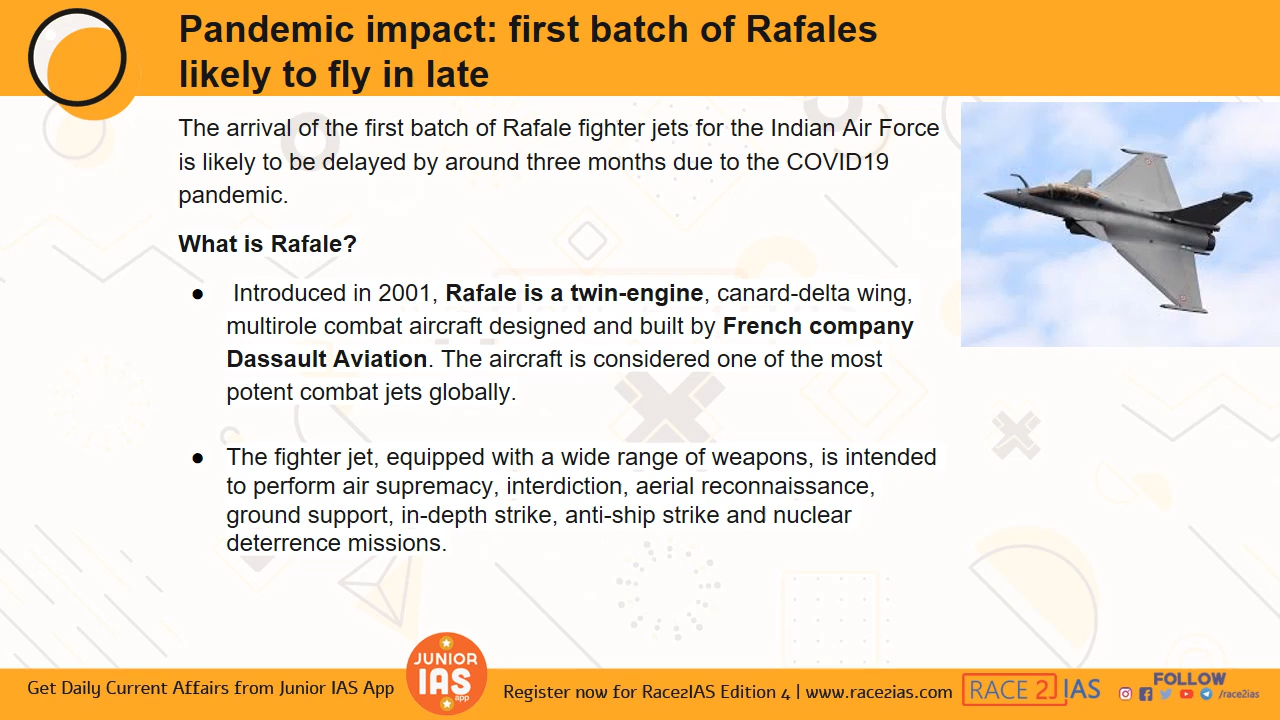 Pandemic impact: first batch of Rafales
likely to fly in late
The arrival of the first batch of Rafale fighter jets for the Indian Air Force
is likely to be delayed by around three months due to the COVID19
pandemic.
What is Rafale?
● Introduced in 2001, Rafale is a twin-engine, canard-delta wing,
multirole combat aircraft designed and built by French company
Dassault Aviation. The aircraft is considered one of the most
potent combat jets globally.
● The fighter jet, equipped with a wide range of weapons, is intended
to perform air supremacy, interdiction, aerial reconnaissance,
ground support, in-depth strike, anti-ship strike and nuclear
deterrence missions.
Get Daily Current Affairs from Junior IAS App
JUNIOR
IAS
app
Register now for Race2IAS Edition 4 | www.race2ias.com
RACE 2 IAS
FOLLOW
/race2ias